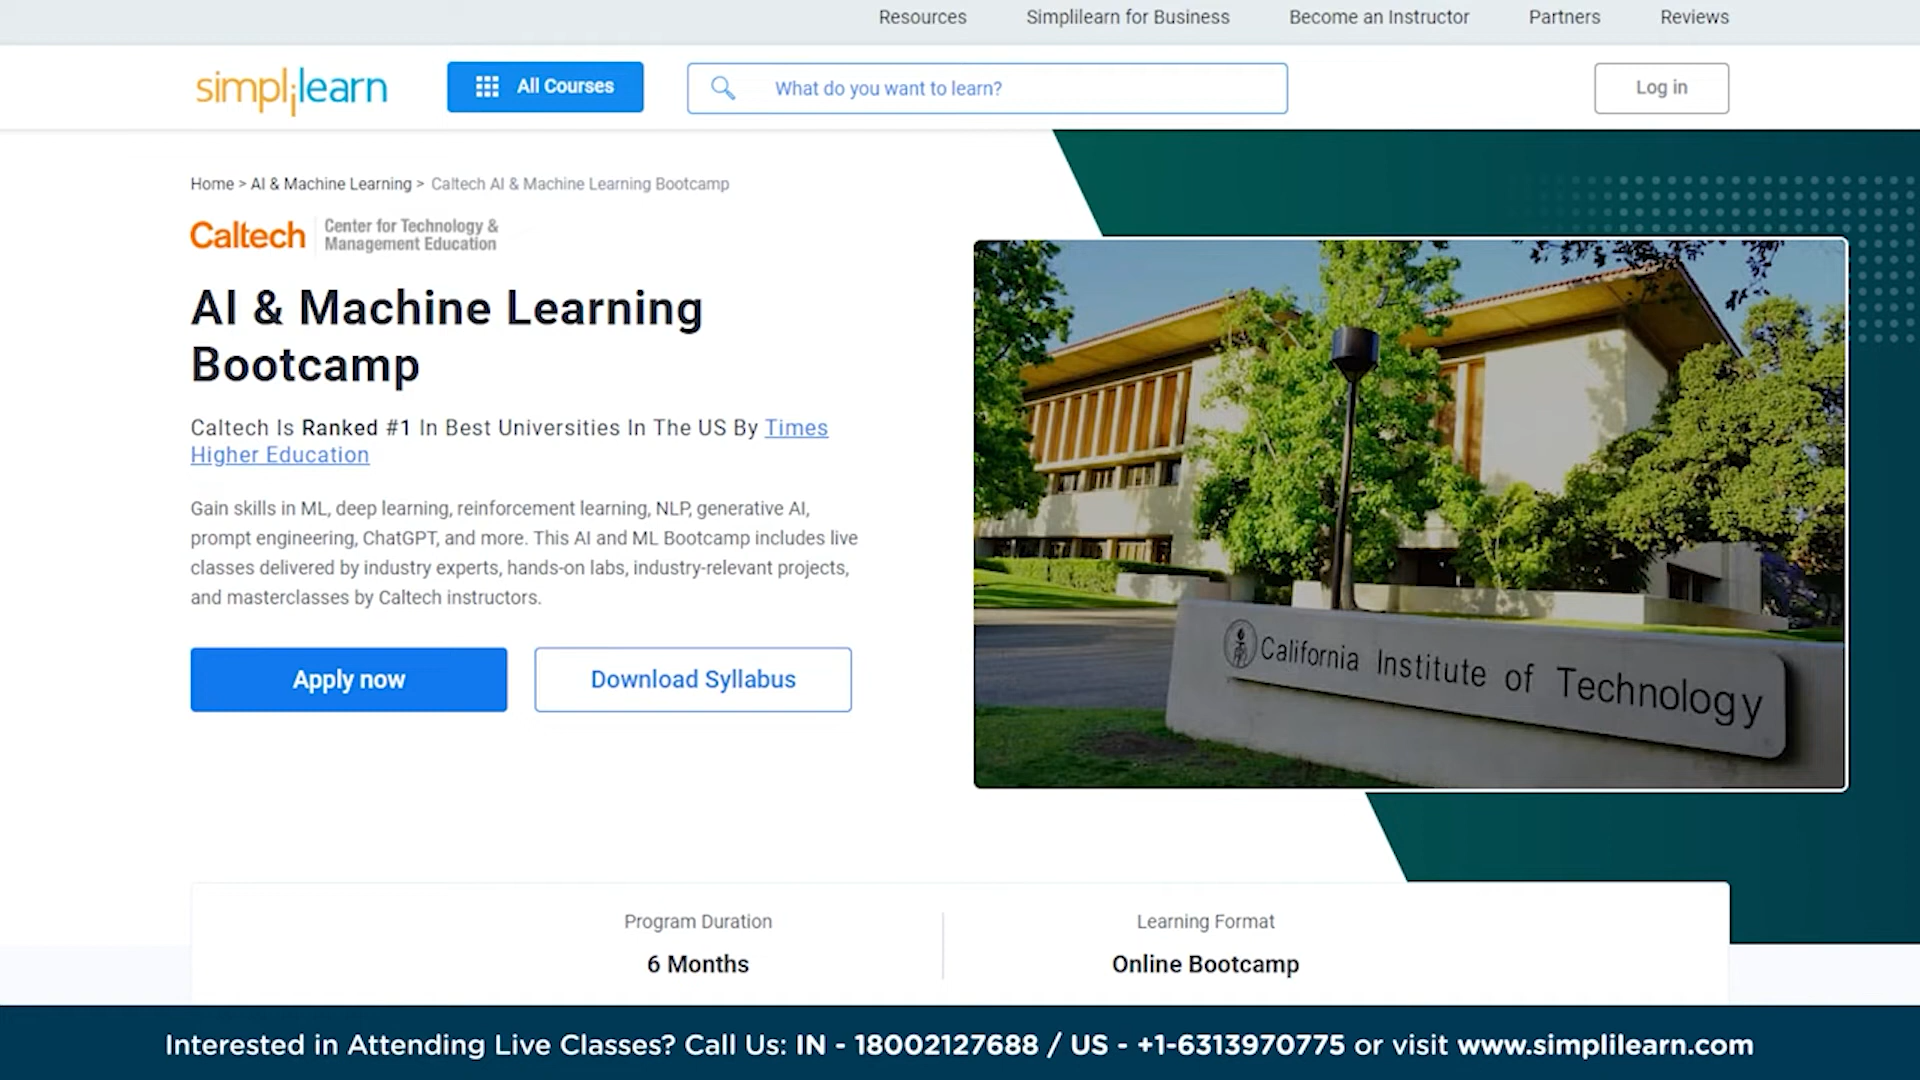 Resources Simplilearn for Business Become an Instructor Partners Reviews
simplilearn All Courses What do you want to learn? Log in
Home > AI & Machine Learning > Caltech AI & Machine Learning Bootcamp
Caltech Center for Technology &
Management Education
AI & Machine Learning
Bootcamp
Caltech Is Ranked #1 In Best Universities In The US By Times
Higher Education
Gain skills in ML, deep learning, reinforcement learning, NLP, generative AI,
prompt engineering, ChatGPT, and more. This AI and ML Bootcamp includes live
classes delivered by industry experts, hands-on labs, industry-relevant projects,
and masterclasses by Caltech instructors.
Apply now Download Syllabus
California Institute of Technology
Program Duration Learning Format
6 Months Online Bootcamp
Interested in Attending Live Classes? Call Us: IN - 18002127688 / US - +1-6313970775 or visit www.simplilearn.com